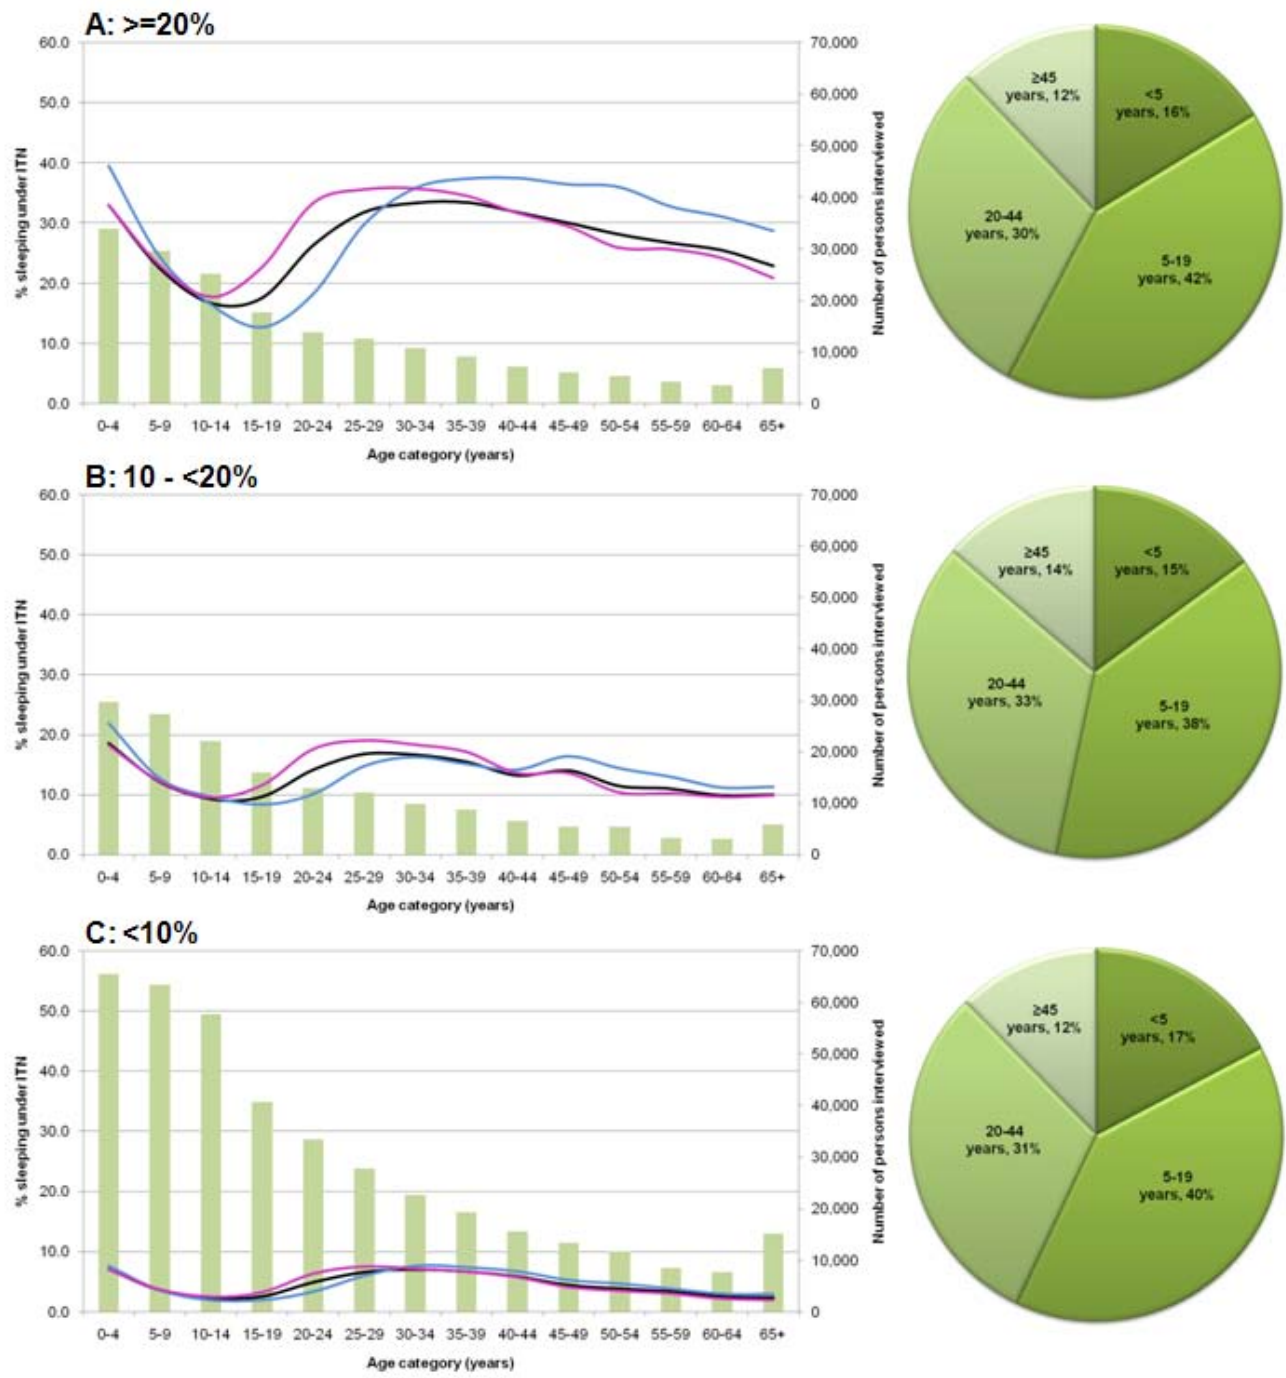 A: >=20%
60.0
50.0
40.0
30.0
20.0
10.0
0.0
% sleeping under ITN
70,000
60,000
50,000
40,000
30,000
20,000
10,000
0
Number of persons interviewed
0-4 5-9 10-14 15-19 20-24 25-29 30-34 35-39 40-44 45-49 50-54 55-59 60-64 65+
Age category (years)
≥45
years, 12%
<5
years, 16%
20-44
years, 30%
5-19
years, 42%
B: 10 - <20%
60.0
50.0
40.0
30.0
20.0
10.0
0.0
% sleeping under ITN
70,000
60,000
50,000
40,000
30,000
20,000
10,000
0
Number of persons interviewed
0-4 5-9 10-14 15-19 20-24 25-29 30-34 35-39 40-44 45-49 50-54 55-59 60-64 65+
Age category (years)
≥45
years, 14%
<5
years, 15%
20-44
years, 33%
5-19
years, 38%
C: <10%
60.0
50.0
40.0
30.0
20.0
10.0
0.0
% sleeping under ITN
70,000
60,000
50,000
40,000
30,000
20,000
10,000
0
Number of persons interviewed
0-4 5-9 10-14 15-19 20-24 25-29 30-34 35-39 40-44 45-49 50-54 55-59 60-64 65+
Age category (years)
≥45
years, 12%
<5
years, 17%
20-44
years, 31%
5-19
years, 40%